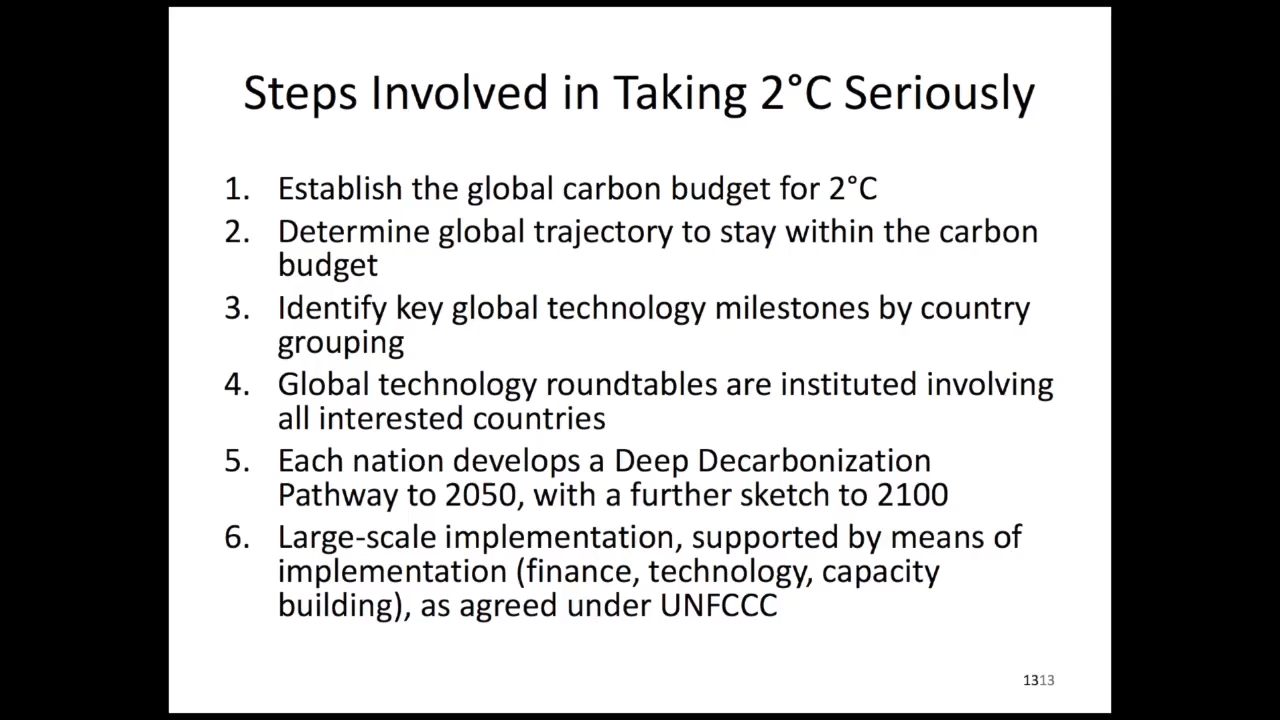 Steps Involved in Taking 2°C Seriously
1. Establish the global carbon budget for 2°C
2. Determine global trajectory to stay within the carbon
budget
3. Identify key global technology milestones by country
grouping
4. Global technology roundtables are instituted involving
all interested countries
5. Each nation develops a Deep Decarbonization
Pathway to 2050, with a further sketch to 2100
6. Large-scale implementation, supported by means of
implementation (finance, technology, capacity
building), as agreed under UNFCCC
1313